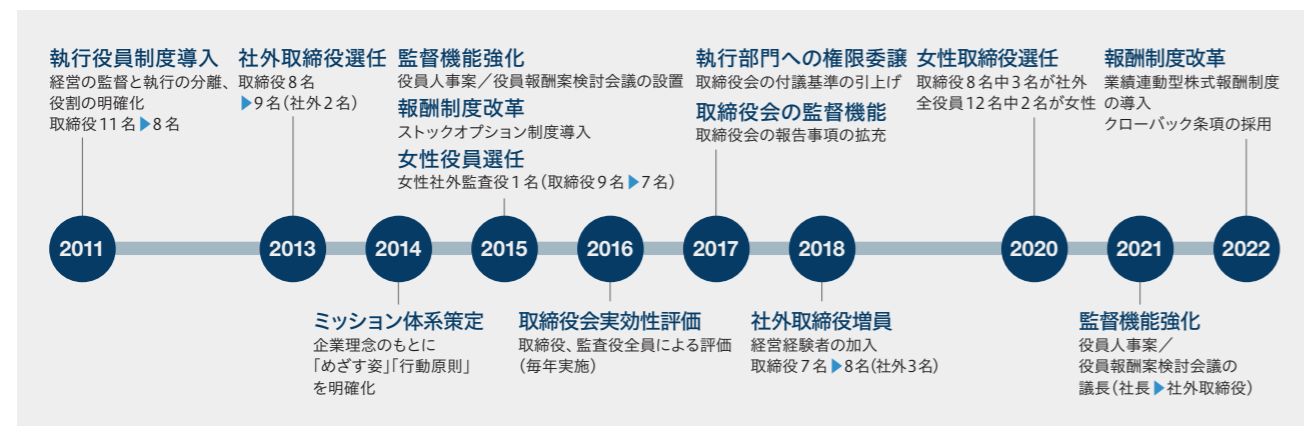 執行役員制度導入
経営の監督と執行の分離、
役割の明確化
取締役11名▶8名
2011
社外取締役選任
取締役8名
▶9名(社外2名)
2013
ミッション体系策定
企業理念のもとに
「めざす姿」「行動原則」
を明確化
2014
監督機能強化
役員人事案／役員報酬案検討会議の設置
報酬制度改革
ストックオプション制度導入
女性役員選任
女性社外監査役1名(取締役9名▶7名)
2015
取締役会実効性評価
取締役、監査役全員による評価
(毎年実施)
2016
執行部門への権限委譲
取締役会の付議基準の引上げ
取締役会の監督機能
取締役会の報告事項の拡充
2017
社外取締役増員
経営経験者の加入
取締役7名▶8名(社外3名)
2018
女性取締役選任
取締役8名中3名が社外
全役員12名中2名が女性
2020
監督機能強化
役員人事案／
役員報酬案検討会議の
議長(社長▶社外取締役)
2021
報酬制度改革
業績連動型株式報酬制度
の導入
クローバック条項の採用
2022